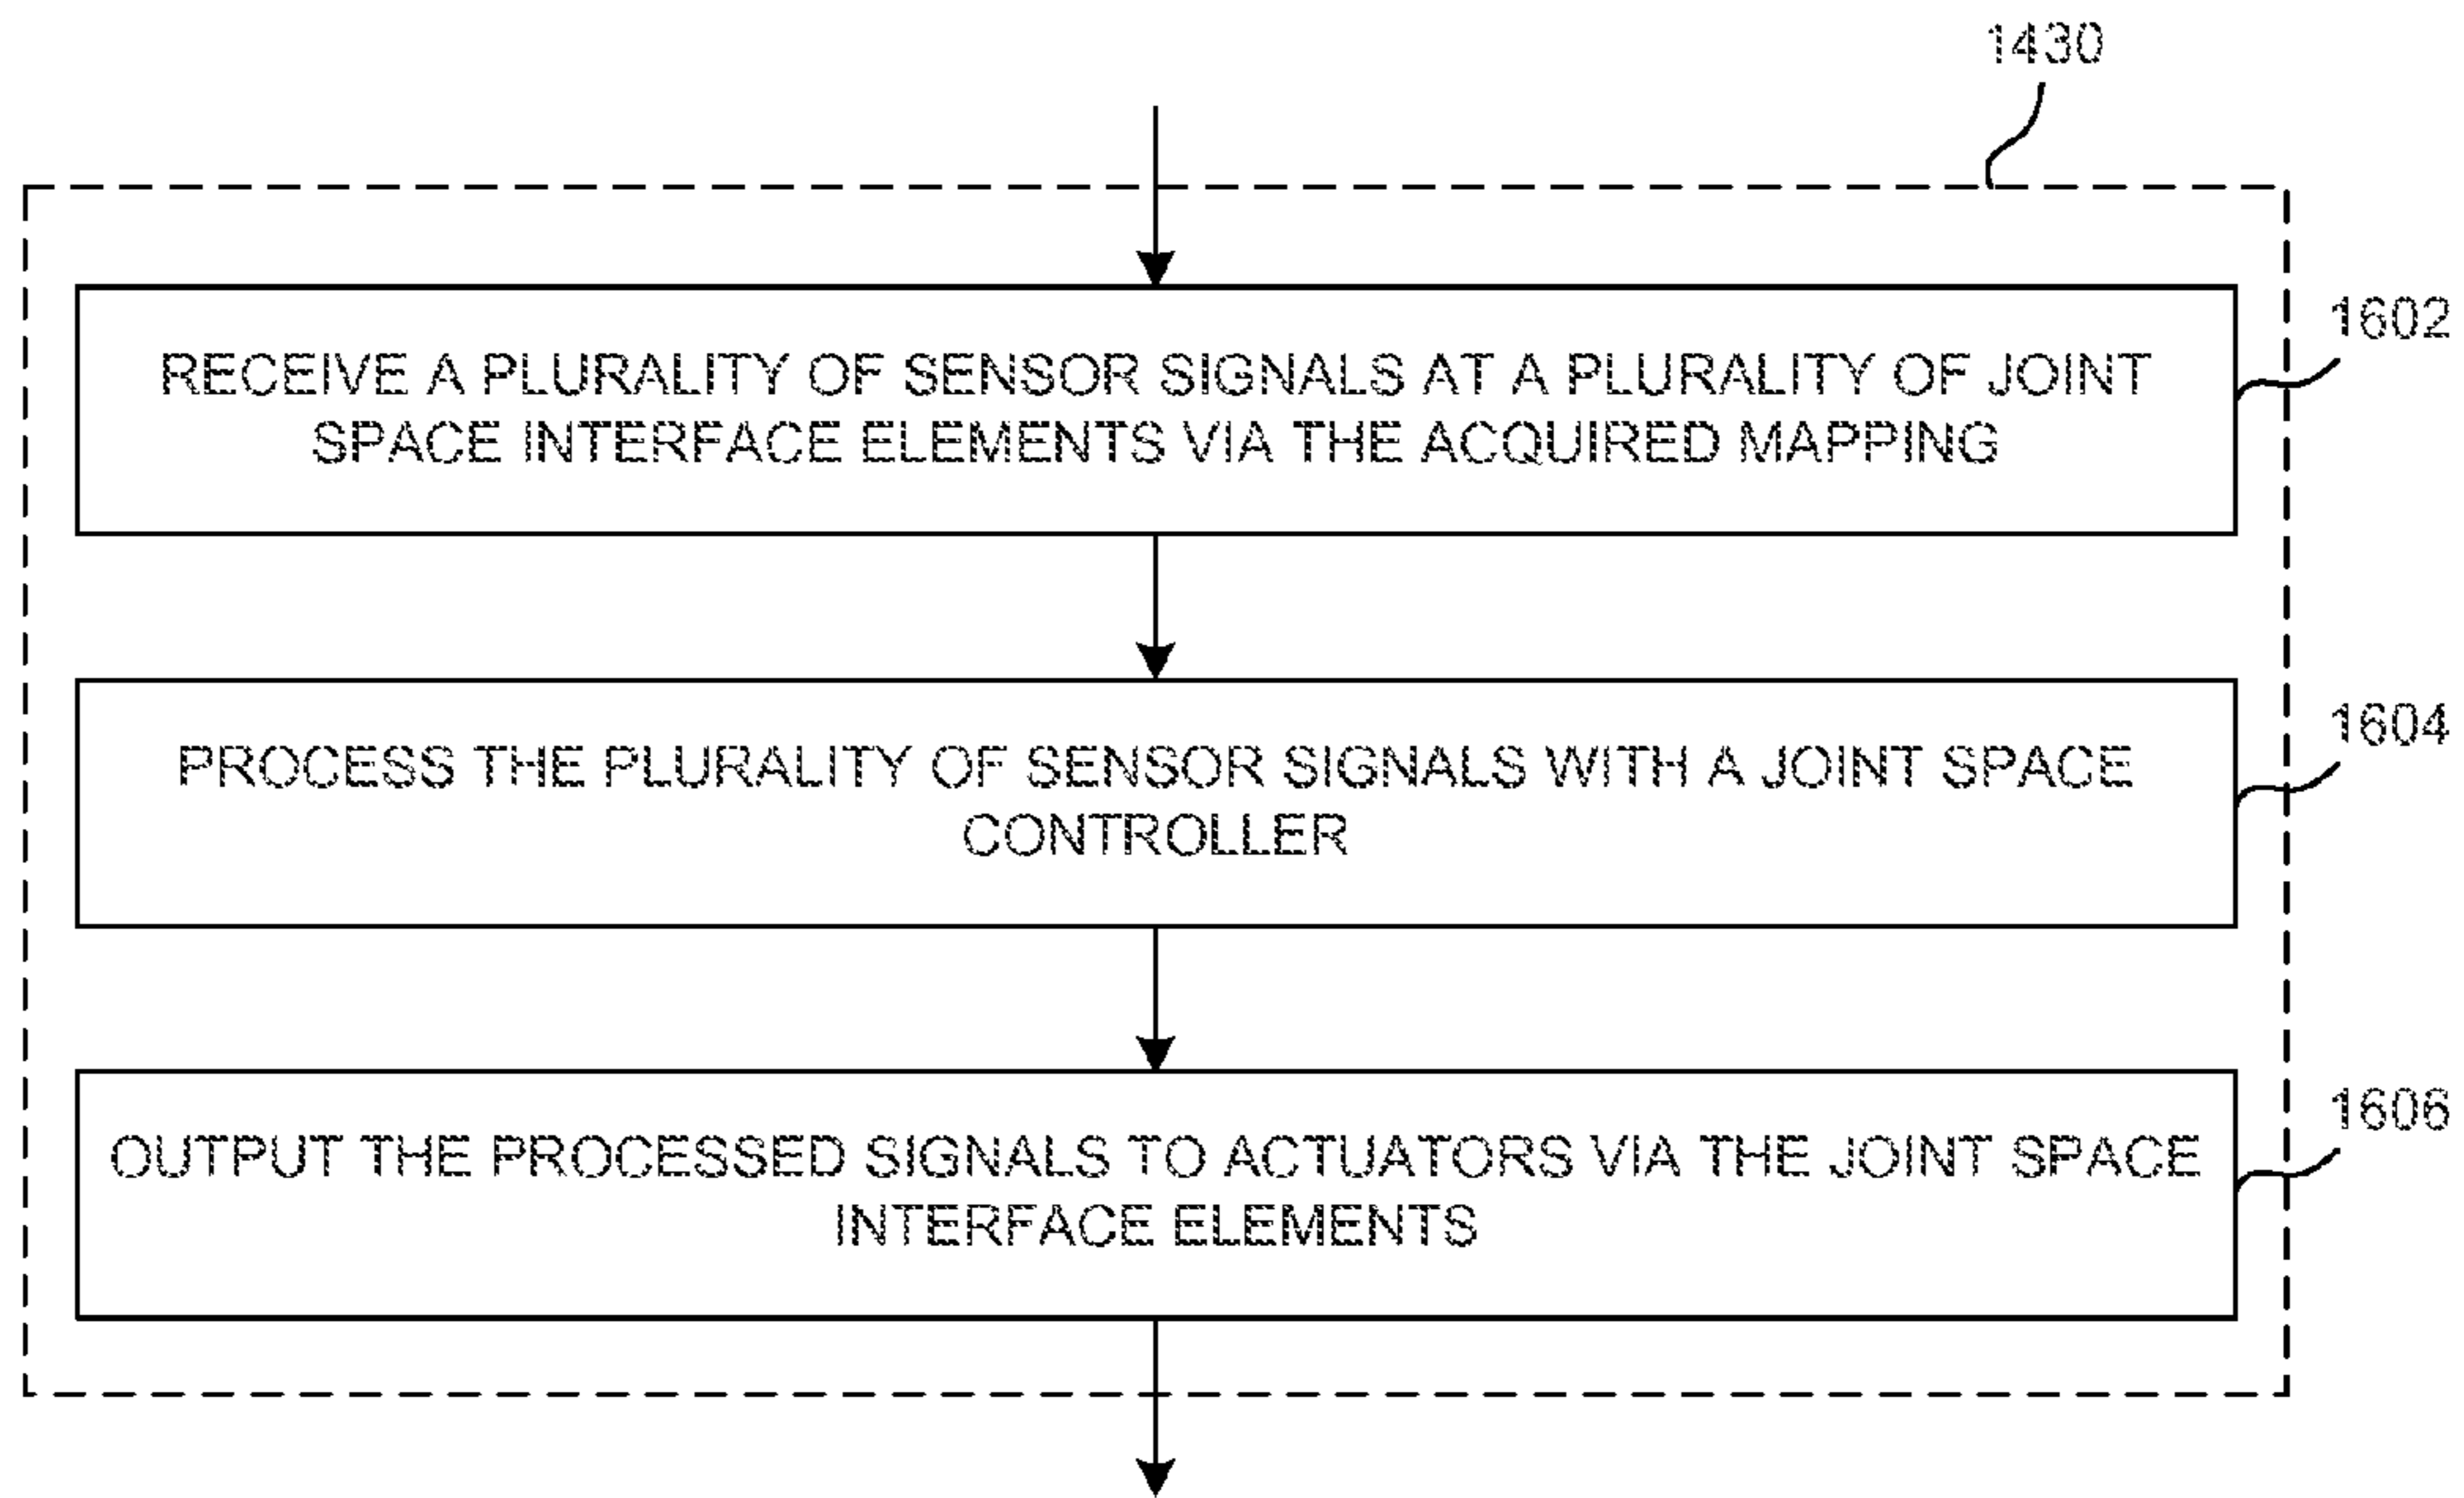 1430
1602
RECEIVE A PLURALITY OF SENSOR SIGNALS AT A PLURALITY OF JOINT
SPACE INTERFACE ELEMENTS VIA THE ACQUIRED MAPPING
1604
PROCESS THE PLURALITY OF SENSOR SIGNALS WITH A JOINT SPACE
CONTROLLER
1606
OUTPUT THE PROCESSED SIGNALS TO ACTUATORS VIA THE JOINT SPACE
INTERFACE ELEMENTS